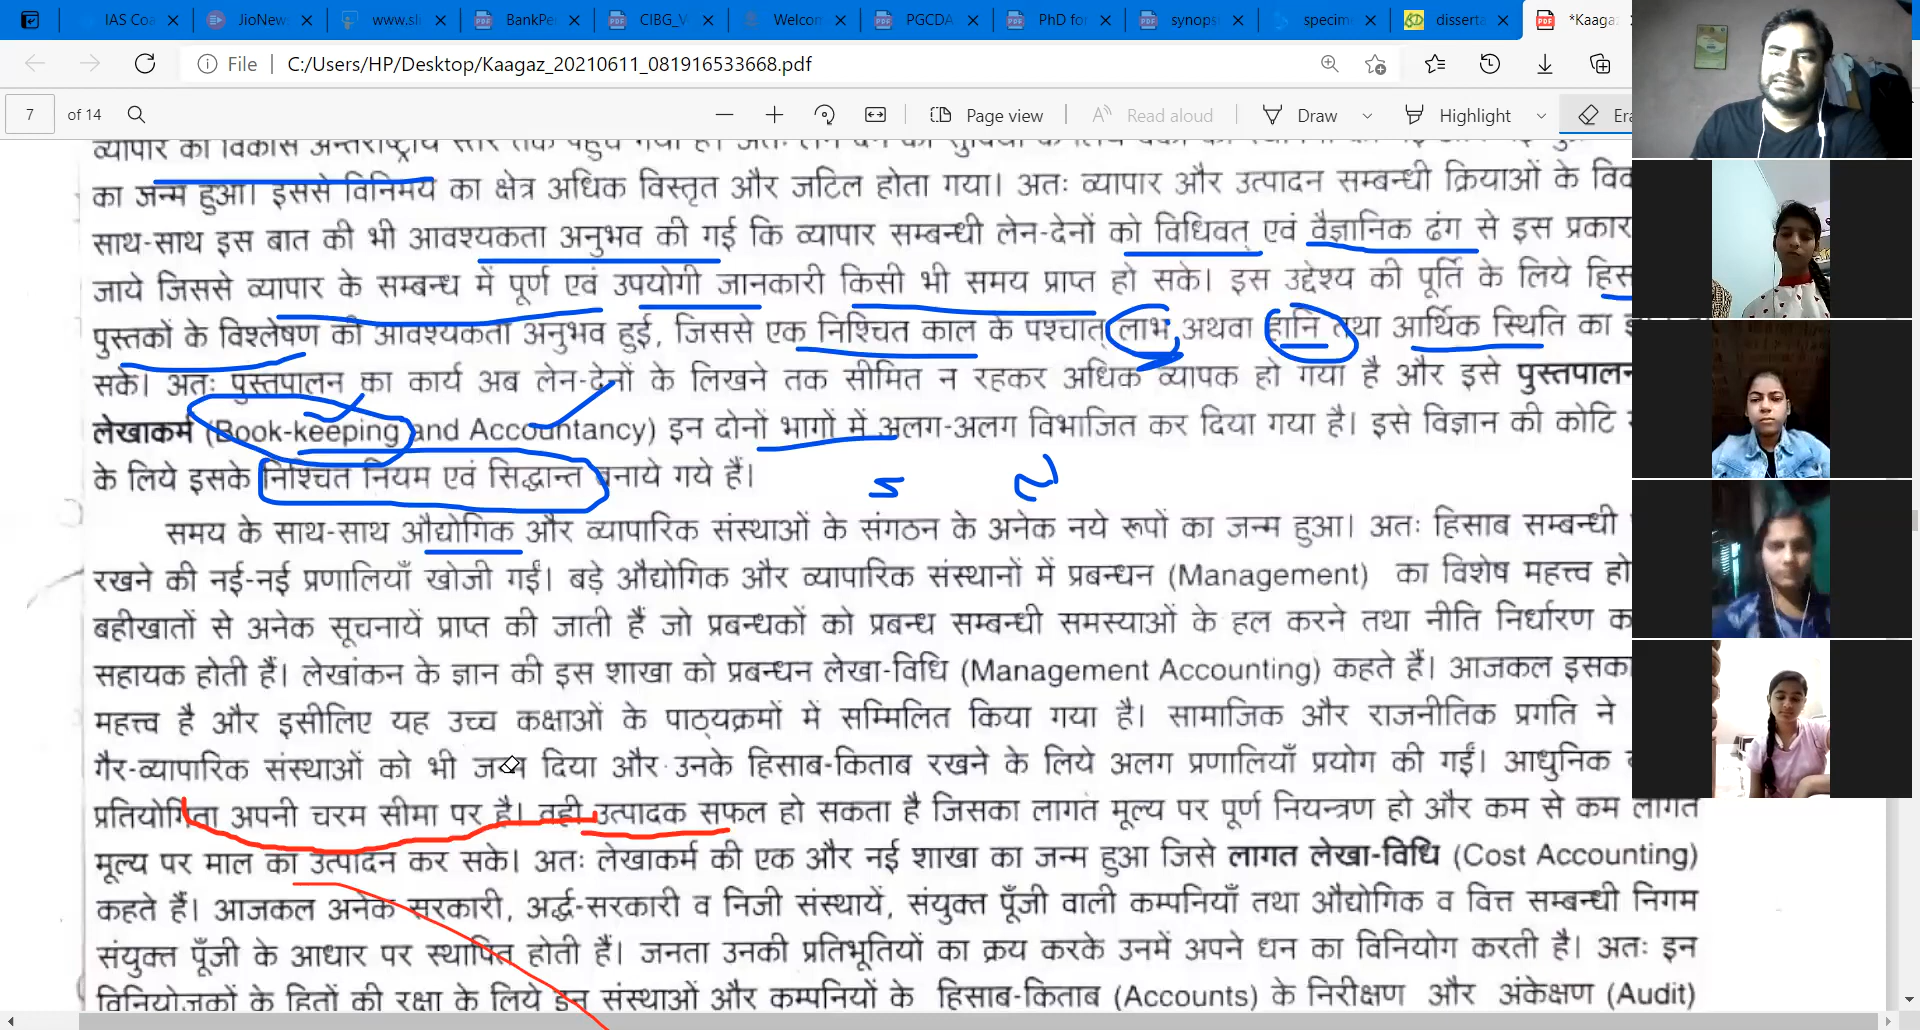 IAS Coa JioNew www.sli BankPe CIBG_V Welcom PGCDA PhD fo synops specim disserta *Kaaga
File C:/Users/HP/Desktop/Kaagaz_20210611_081916533668.pdf
7 of 14 Page view Read aloud Draw Highlight Era
व्यापार का विकास अन्तर्राष्ट्रीय स्तर तक पहुँच गया है। अतः
का जन्म हुआ। इससे विनिमय का क्षेत्र अधिक विस्तृत और जटिल होता गया। अतः व्यापार और उत्पादन सम्बन्धी क्रियाओं के
साथ-साथ इस बात की भी आवश्यकता अनुभव की गई कि व्यापार सम्बन्धी लेन-देनों को विधिवत् एवं वैज्ञानिक ढंग से इस प्रकार
जाये जिससे व्यापार के सम्बन्ध में पूर्ण एवं उपयोगी जानकारी किसी भी समय प्राप्त हो सके। इस उद्देश्य की पूर्ति के लिये
पुस्तकों के विश्लेषण की आवश्यकता अनुभव हुई, जिससे एक निश्चित काल के पश्चात् लाभ अथवा हानि तथा आर्थिक स्थिति का
सके। अतः पुस्तपालन का कार्य अब लेन-देनों के लिखने तक सीमित न रहकर अधिक व्यापक हो गया है और इसे पुस्तपालन
लेखाकर्म (Book-keeping and Accountancy) इन दोनों भागों में अलग-अलग विभाजित कर दिया गया है। इसे विज्ञान की कोटि
के लिये इसके निश्चित नियम एवं सिद्धान्त बनाये गये हैं।
समय के साथ-साथ औद्योगिक और व्यापारिक संस्थाओं के संगठन के अनेक नये रूपों का जन्म हुआ। अतः हिसाब सम्बन्धी
रखने की नई-नई प्रणालियाँ खोजी गईं। बड़े औद्योगिक और व्यापारिक संस्थानों में प्रबन्धन (Management) का विशेष महत्त्व हो
बहीखातों से अनेक सूचनायें प्राप्त की जाती हैं जो प्रबन्धकों को प्रबन्ध सम्बन्धी समस्याओं के हल करने तथा नीति निर्धारण
सहायक होती हैं। लेखांकन के ज्ञान की इस शाखा को प्रबन्धन लेखा-विधि (Management Accounting) कहते हैं। आजकल इसका
महत्त्व है और इसीलिए यह उच्च कक्षाओं के पाठ्यक्रमों में सम्मिलित किया गया है। सामाजिक और राजनीतिक प्रगति ने
गैर-व्यापारिक संस्थाओं को भी जन्म दिया और उनके हिसाब-किताब रखने के लिये अलग प्रणालियाँ प्रयोग की गईं। आधुनिक
प्रतियोगिता अपनी चरम सीमा पर है। वही उत्पादक सफल हो सकता है जिसका लागत मूल्य पर पूर्ण नियन्त्रण हो और कम से कम लागत
मूल्य पर माल का उत्पादन कर सके। अतः लेखाकर्म की एक और नई शाखा का जन्म हुआ जिसे लागत लेखा-विधि (Cost Accounting)
कहते हैं। आजकल अनेक सरकारी, अर्द्ध-सरकारी व निजी संस्थायें, संयुक्त पूँजी वाली कम्पनियाँ तथा औद्योगिक व वित्त सम्बन्धी निगम
संयुक्त पूँजी के आधार पर स्थापित होती हैं। जनता उनकी प्रतिभूतियों का क्रय करके उनमें अपने धन का विनियोग करती है। अतः इन
विनियोजकों के हितों की रक्षा के लिये इन संस्थाओं और कम्पनियों के हिसाब-किताब (Accounts) के निरीक्षण और अंकेक्षण (Audit)